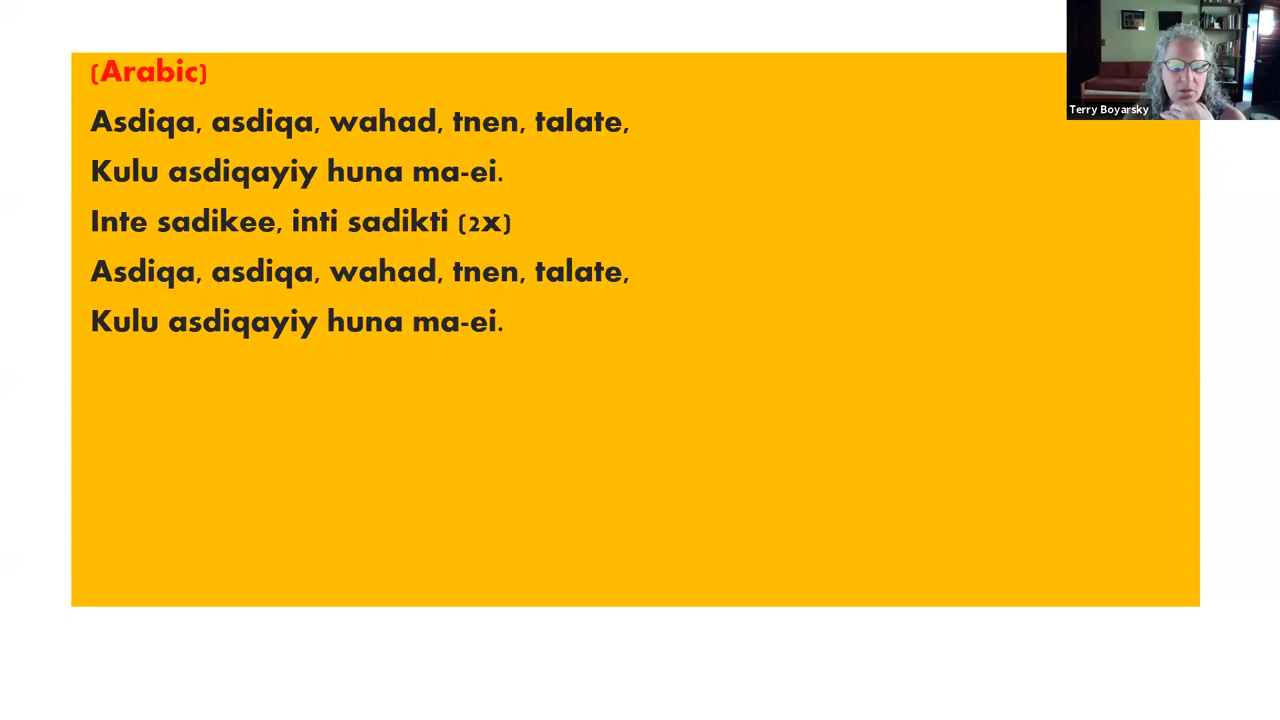 (Arabic)
Asdiqa, asdiqa, wahad, tnen, talate,
Kulu asdiqayiy huna ma-ei.
Inte sadikee, inti sadikti (2x)
Asdiqa, asdiqa, wahad, tnen, talate,
Kulu asdiqayiy huna ma-ei.
Terry Boyarsky